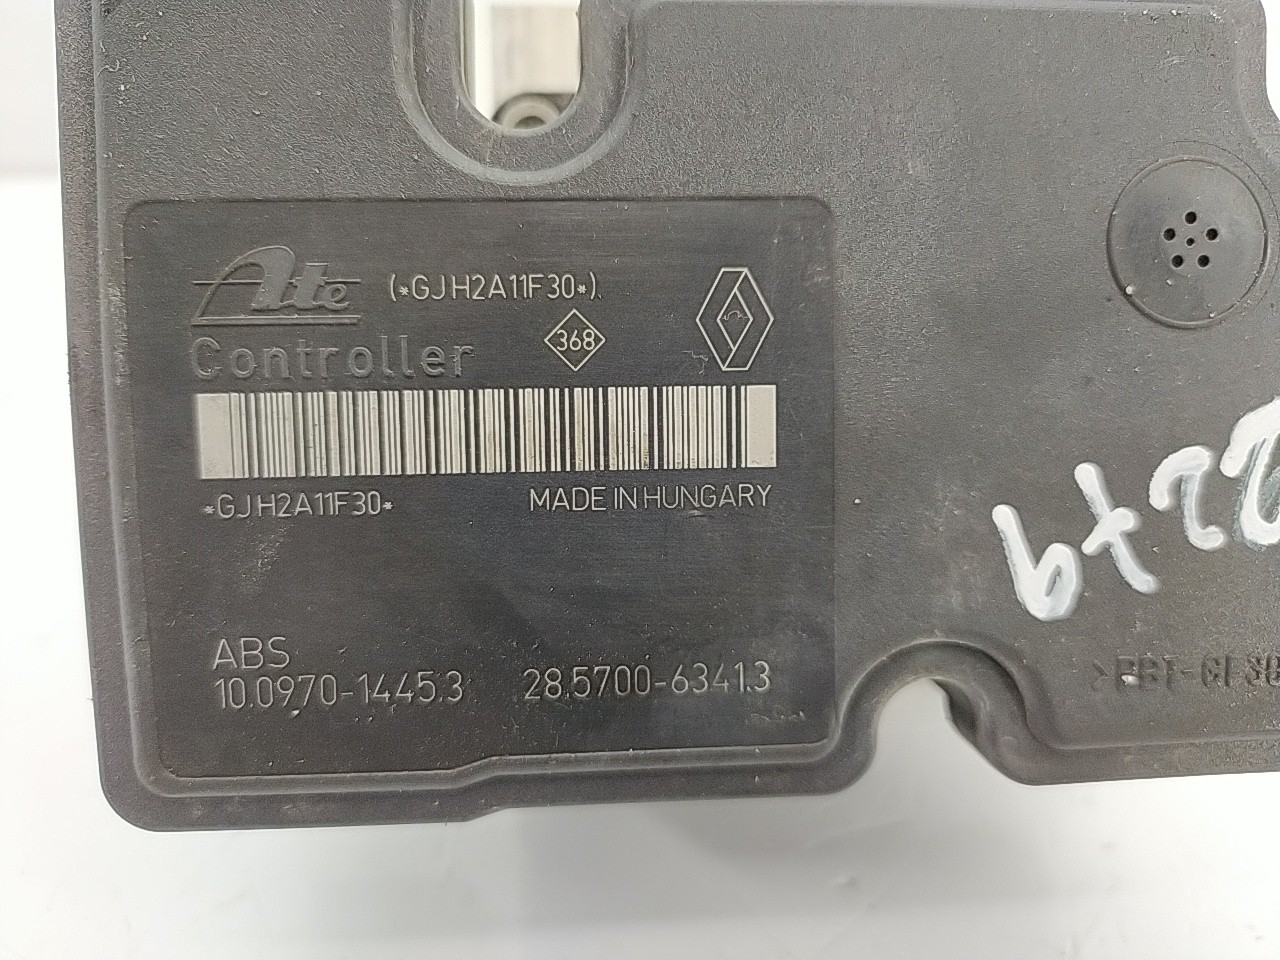 Ate
(*GJH2A11F30*)
368
Controller
*GJH2A11F30*
MADE IN HUNGARY
ABS
10.0970-1445.3
28.5700-6341.3